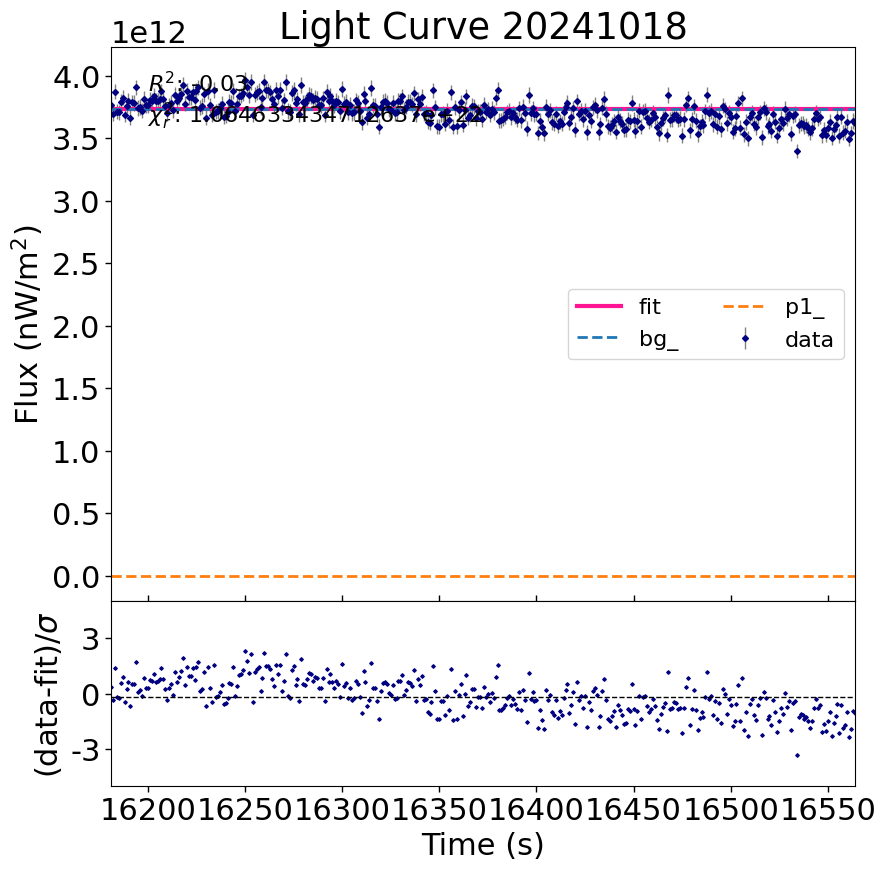 Light Curve 20241018
1e12
4.0
3.5
3.0
2.5
2.0
1.5
1.0
0.5
0.0
Flux (nW/m²)
R²: 0.03
fit
bg_
p1_
data
3
0
-3
(data-fit)/σ
16200 16250 16300 16350 16400 16450 16500 16550
Time (s)